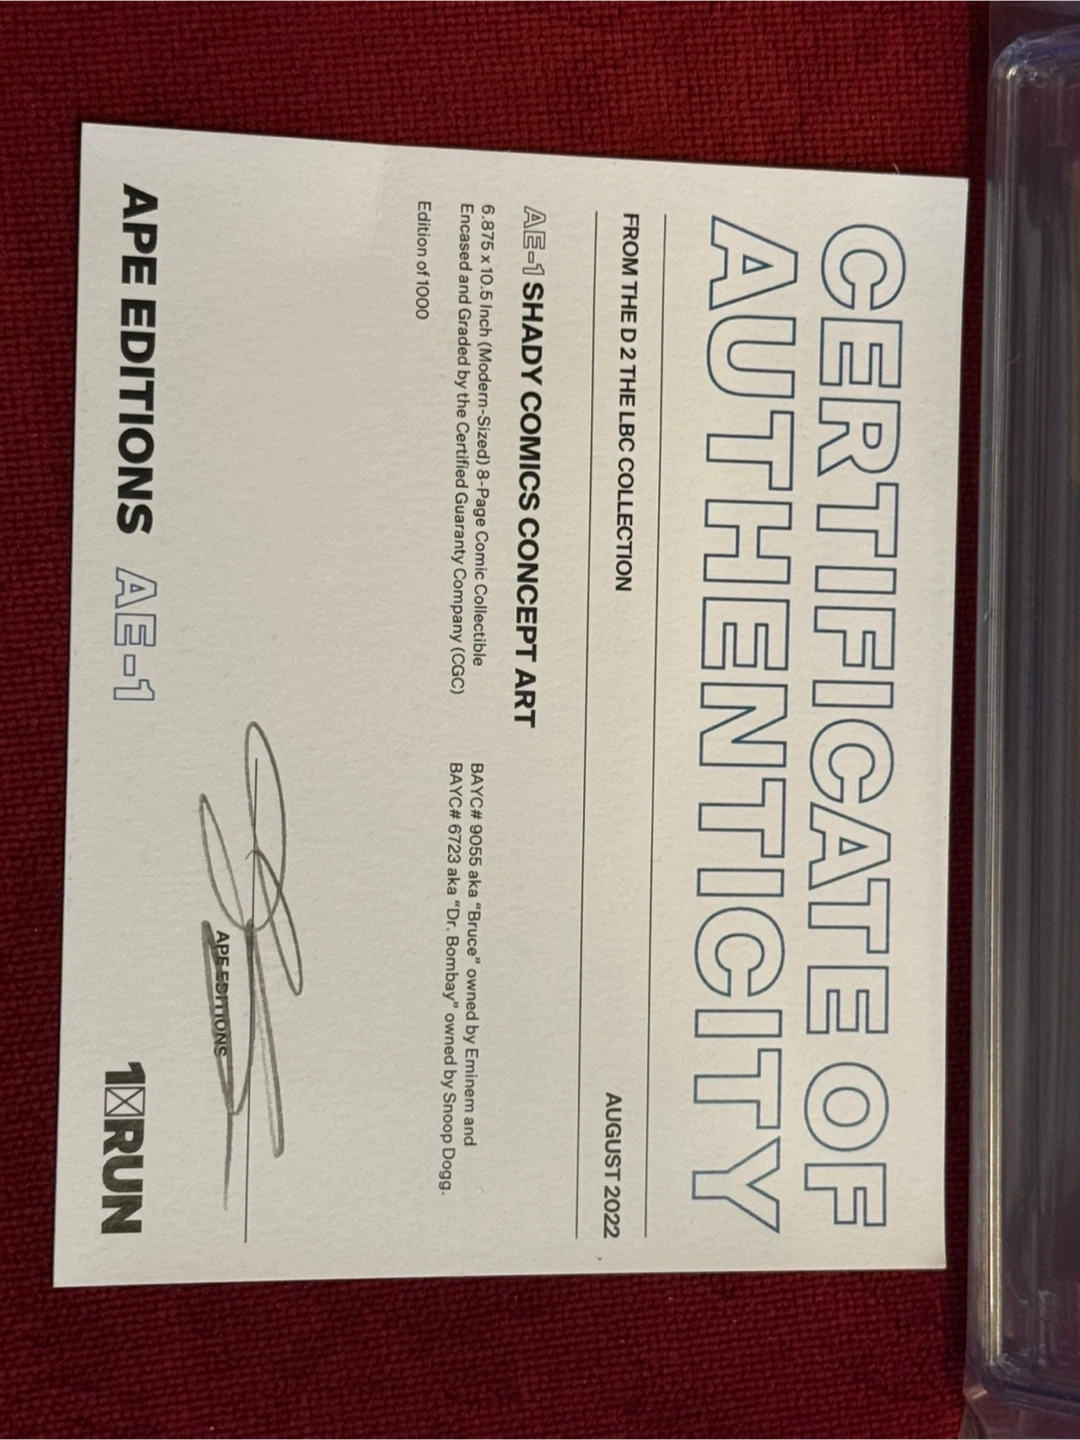 CERTIFICATE OF
AUTHENTICITY
FROM THE D 2 THE LBC COLLECTION
AUGUST 2022
AE-1 SHADY COMICS CONCEPT ART
6.875 x 10.5 Inch (Modern-Sized) 8-Page Comic Collectible
Encased and Graded by the Certified Guaranty Company (CGC)
Edition of 1000
BAYC# 9055 aka "Bruce" owned by Eminem and
BAYC# 6723 aka "Dr. Bombay" owned by Snoop Dogg.
APE EDITIONS
APE EDITIONS AE-1
1XRUN